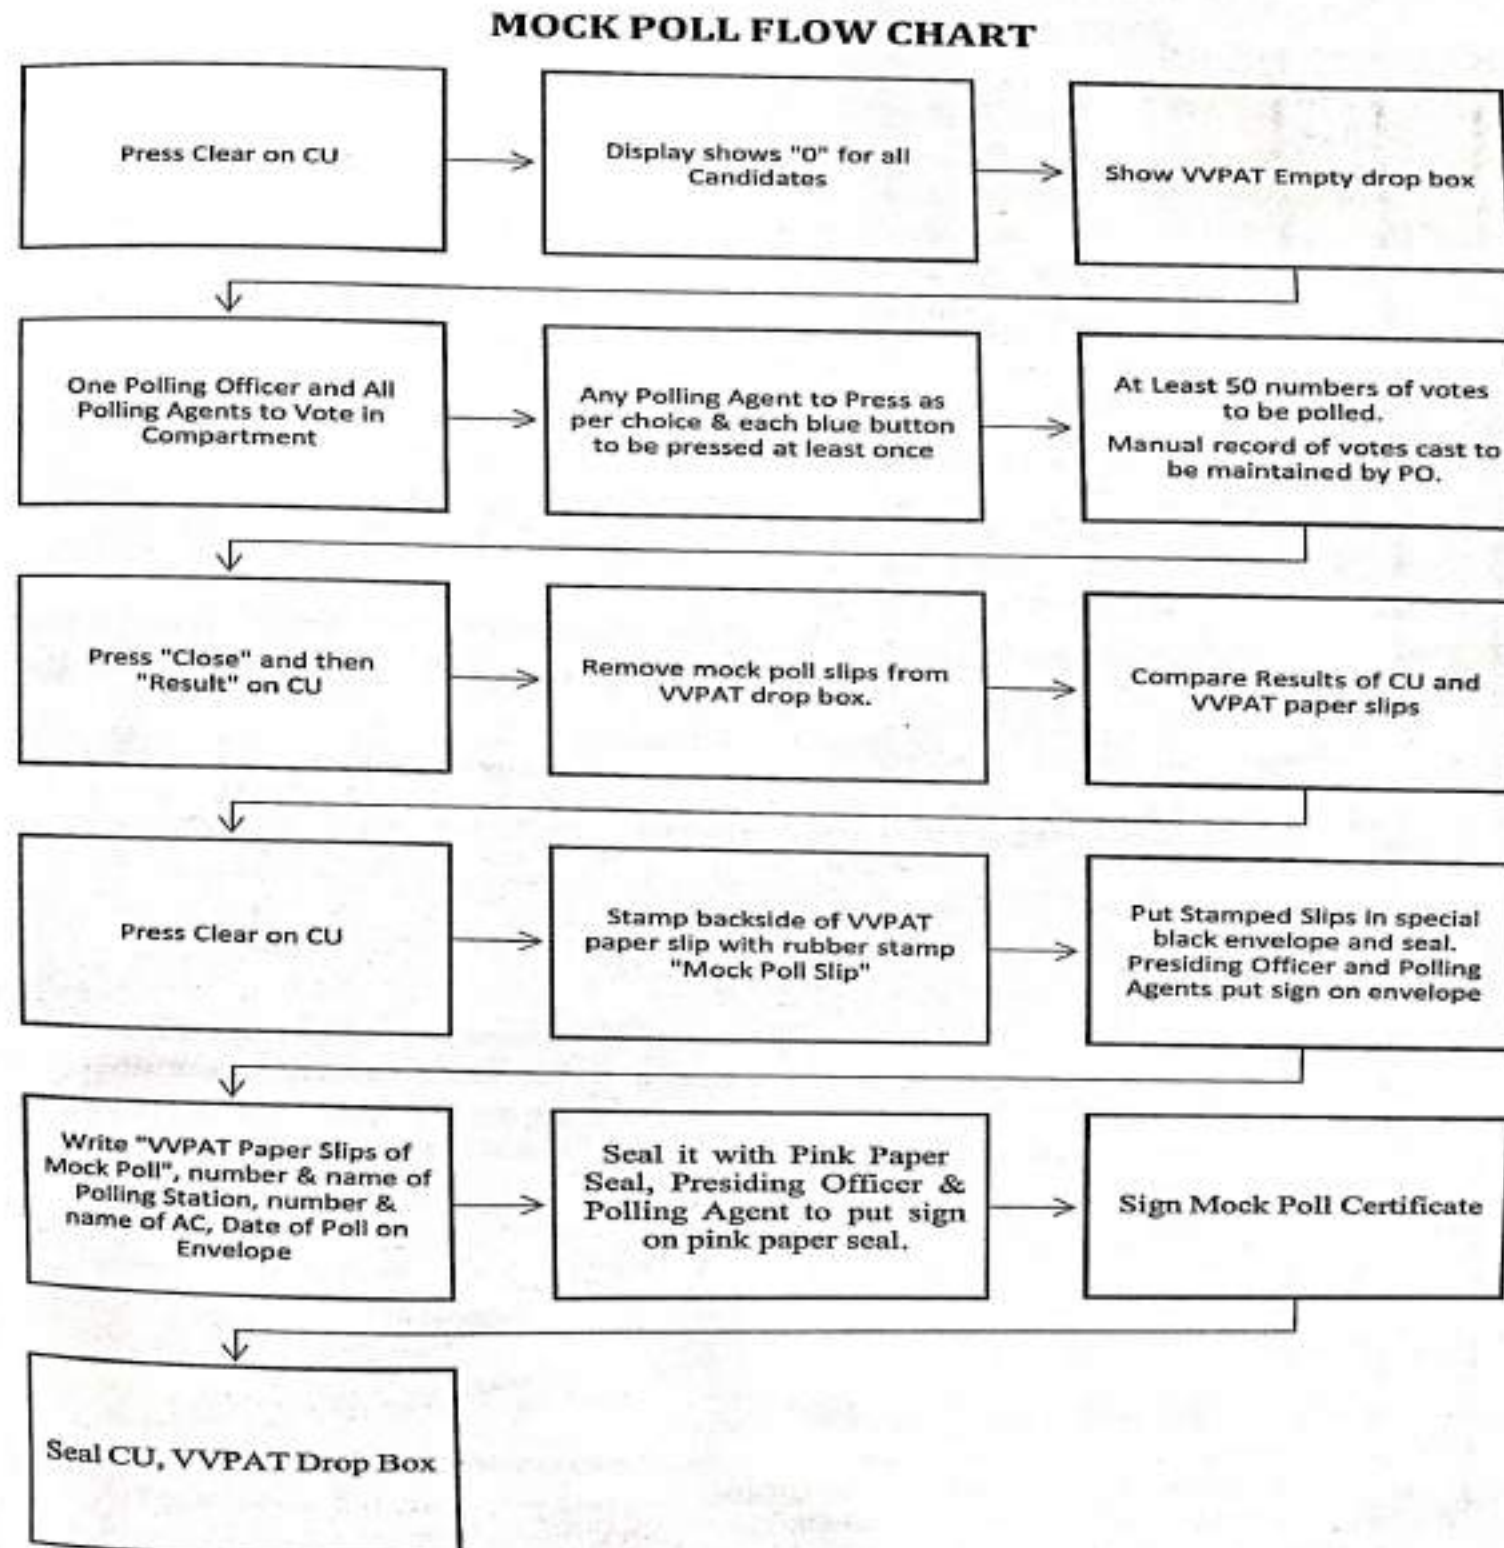 MOCK POLL FLOW CHART
Press Clear on CU
Display shows "0" for all
Candidates
Show VVPAT Empty drop box
One Polling Officer and All
Polling Agents to Vote in
Compartment
Any Polling Agent to Press as
per choice & each blue button
to be pressed at least once
At Least 50 numbers of votes
to be polled.
Manual record of votes cast to
be maintained by PO.
Press "Close" and then
"Result" on CU
Remove mock poll slips from
VVPAT drop box.
Compare Results of CU and
VVPAT paper slips
Press Clear on CU
Stamp backside of VVPAT
paper slip with rubber stamp
"Mock Poll Slip"
Put Stamped Slips in special
black envelope and seal.
Presiding Officer and Polling
Agents put sign on envelope
Write "VVPAT Paper Slips of
Mock Poll", number & name of
Polling Station, number &
name of AC, Date of Poll on
Envelope
Seal it with Pink Paper
Seal, Presiding Officer &
Polling Agent to put sign
on pink paper seal.
Sign Mock Poll Certificate
Seal CU, VVPAT Drop Box